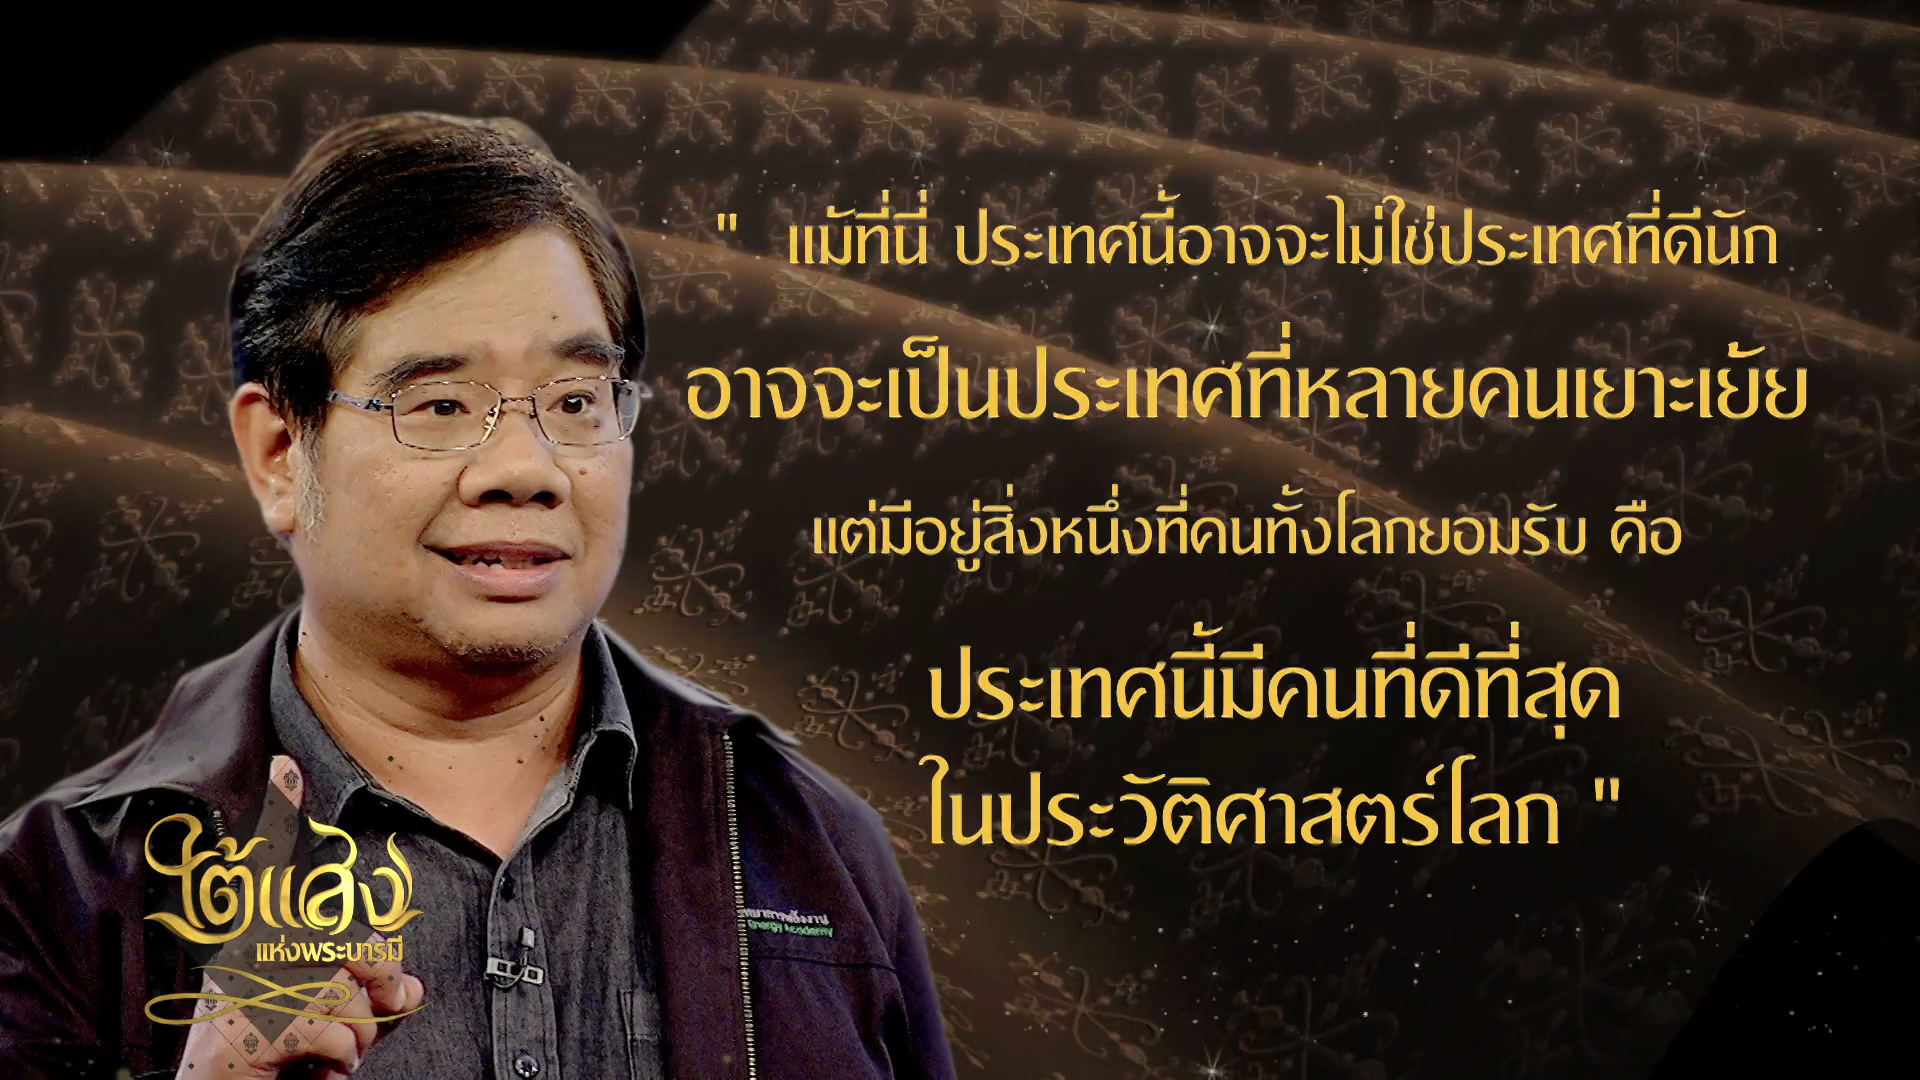 " แม้ที่นี่ ประเทศนี้อาจจะไม่ใช่ประเทศที่ดีนัก
อาจจะเป็นประเทศที่หลายคนเยาะเย้ย
แต่มีอยู่สิ่งหนึ่งที่คนทั้งโลกยอมรับ คือ
ประเทศนี้มีคนที่ดีที่สุด
ในประวัติศาสตร์โลก "
ใต้แสง
แห่งพระบารมี
Energy Academy